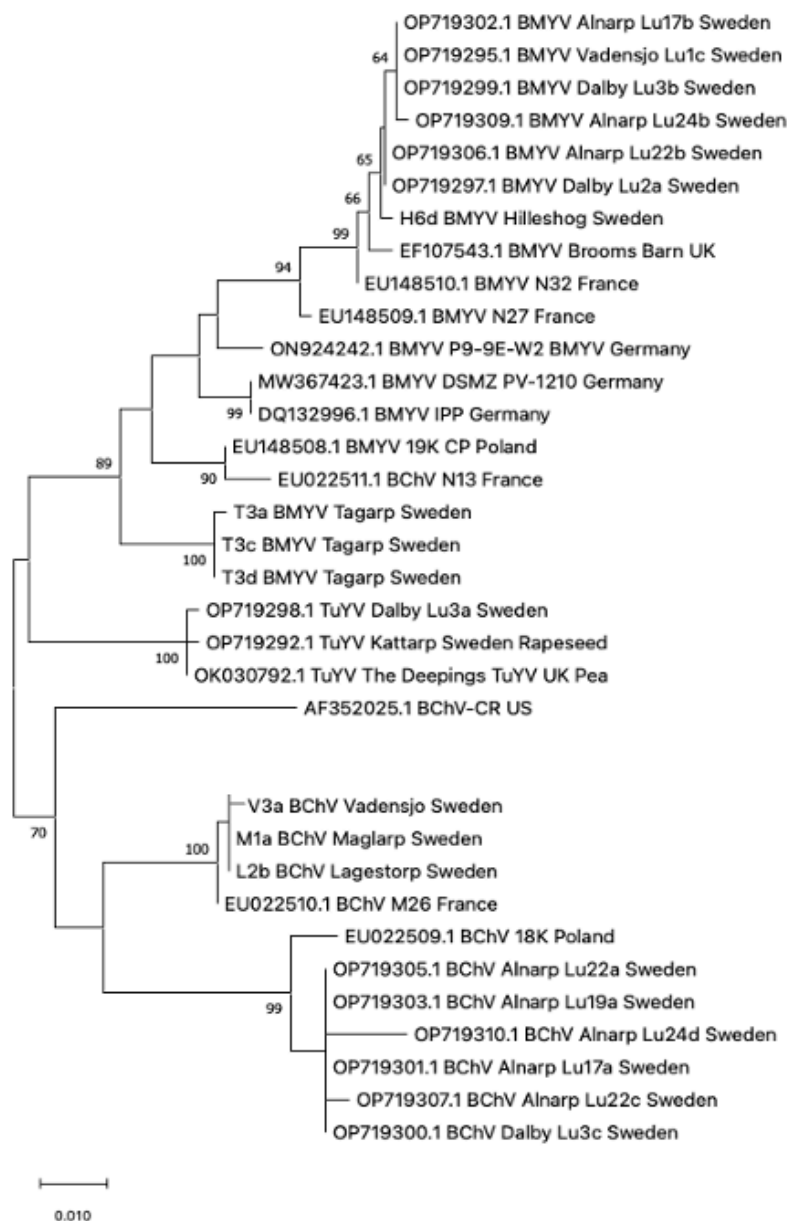 OP719302.1 BMYV Alnarp Lu17b Sweden
64
OP719295.1 BMYV Vadensjo Lu1c Sweden
OP719299.1 BMYV Dalby Lu3b Sweden
OP719309.1 BMYV Alnarp Lu24b Sweden
OP719306.1 BMYV Alnarp Lu22b Sweden
65
OP719297.1 BMYV Dalby Lu2a Sweden
66
H6d BMYV Hilleshog Sweden
99
EF107543.1 BMYV Brooms Barn UK
94
EU148510.1 BMYV N32 France
EU148509.1 BMYV N27 France
ON924242.1 BMYV P9-9E-W2 BMYV Germany
MW367423.1 BMYV DSMZ PV-1210 Germany
99
DQ132996.1 BMYV IPP Germany
EU148508.1 BMYV 19K CP Poland
89
90
EU022511.1 BChV N13 France
T3a BMYV Tagarp Sweden
T3c BMYV Tagarp Sweden
100
T3d BMYV Tagarp Sweden
OP719298.1 TuYV Dalby Lu3a Sweden
OP719292.1 TuYV Kattarp Sweden Rapeseed
100
OK030792.1 TuYV The Deepings TuYV UK Pea
AF352025.1 BChV-CR US
V3a BChV Vadensjo Sweden
70
M1a BChV Maglarp Sweden
100
L2b BChV Lagestorp Sweden
EU022510.1 BChV M26 France
EU022509.1 BChV 18K Poland
OP719305.1 BChV Alnarp Lu22a Sweden
OP719303.1 BChV Alnarp Lu19a Sweden
99
OP719310.1 BChV Alnarp Lu24d Sweden
OP719301.1 BChV Alnarp Lu17a Sweden
OP719307.1 BChV Alnarp Lu22c Sweden
OP719300.1 BChV Dalby Lu3c Sweden
0.010